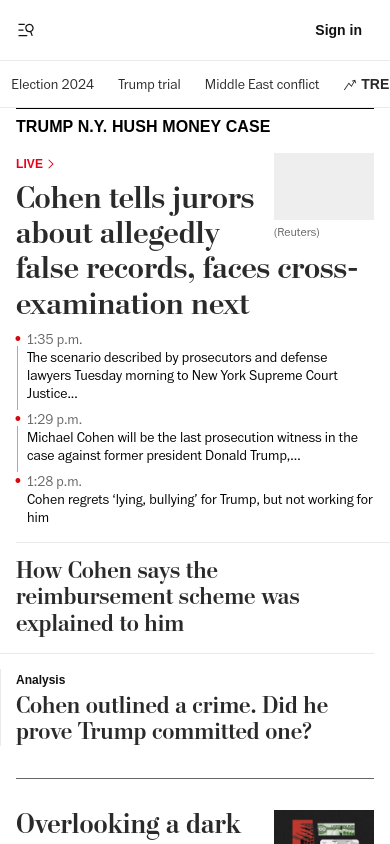 Sign in
Election 2024 Trump trial Middle East conflict TRE
TRUMP N.Y. HUSH MONEY CASE
LIVE
Cohen tells jurors
about allegedly
(Reuters)
false records, faces cross-
examination next
1:35 p.m.
The scenario described by prosecutors and defense
lawyers Tuesday morning to New York Supreme Court
Justice...
1:29 p.m.
Michael Cohen will be the last prosecution witness in the
case against former president Donald Trump,...
1:28 p.m.
Cohen regrets ‘lying, bullying’ for Trump, but not working for
him
How Cohen says the
reimbursement scheme was
explained to him
Analysis
Cohen outlined a crime. Did he
prove Trump committed one?
Overlooking a dark